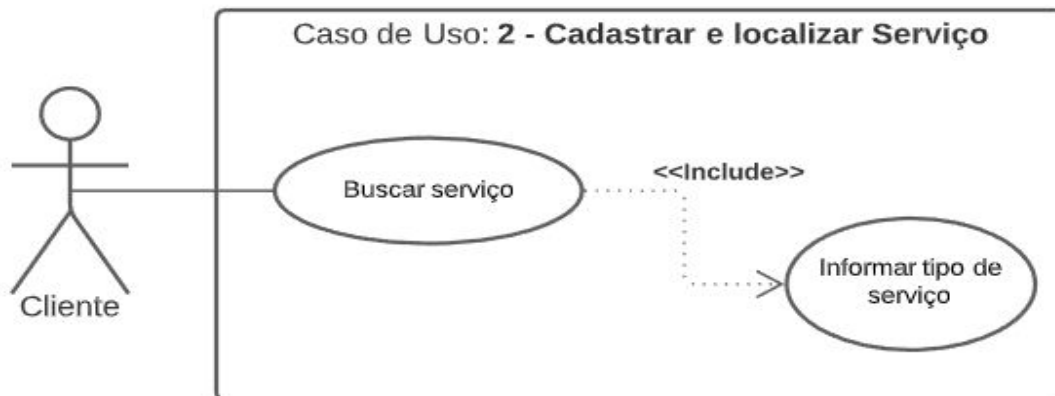 Caso de Uso: 2 - Cadastrar e localizar Serviço
<<Include>>
Buscar serviço
Informar tipo de
serviço
Cliente